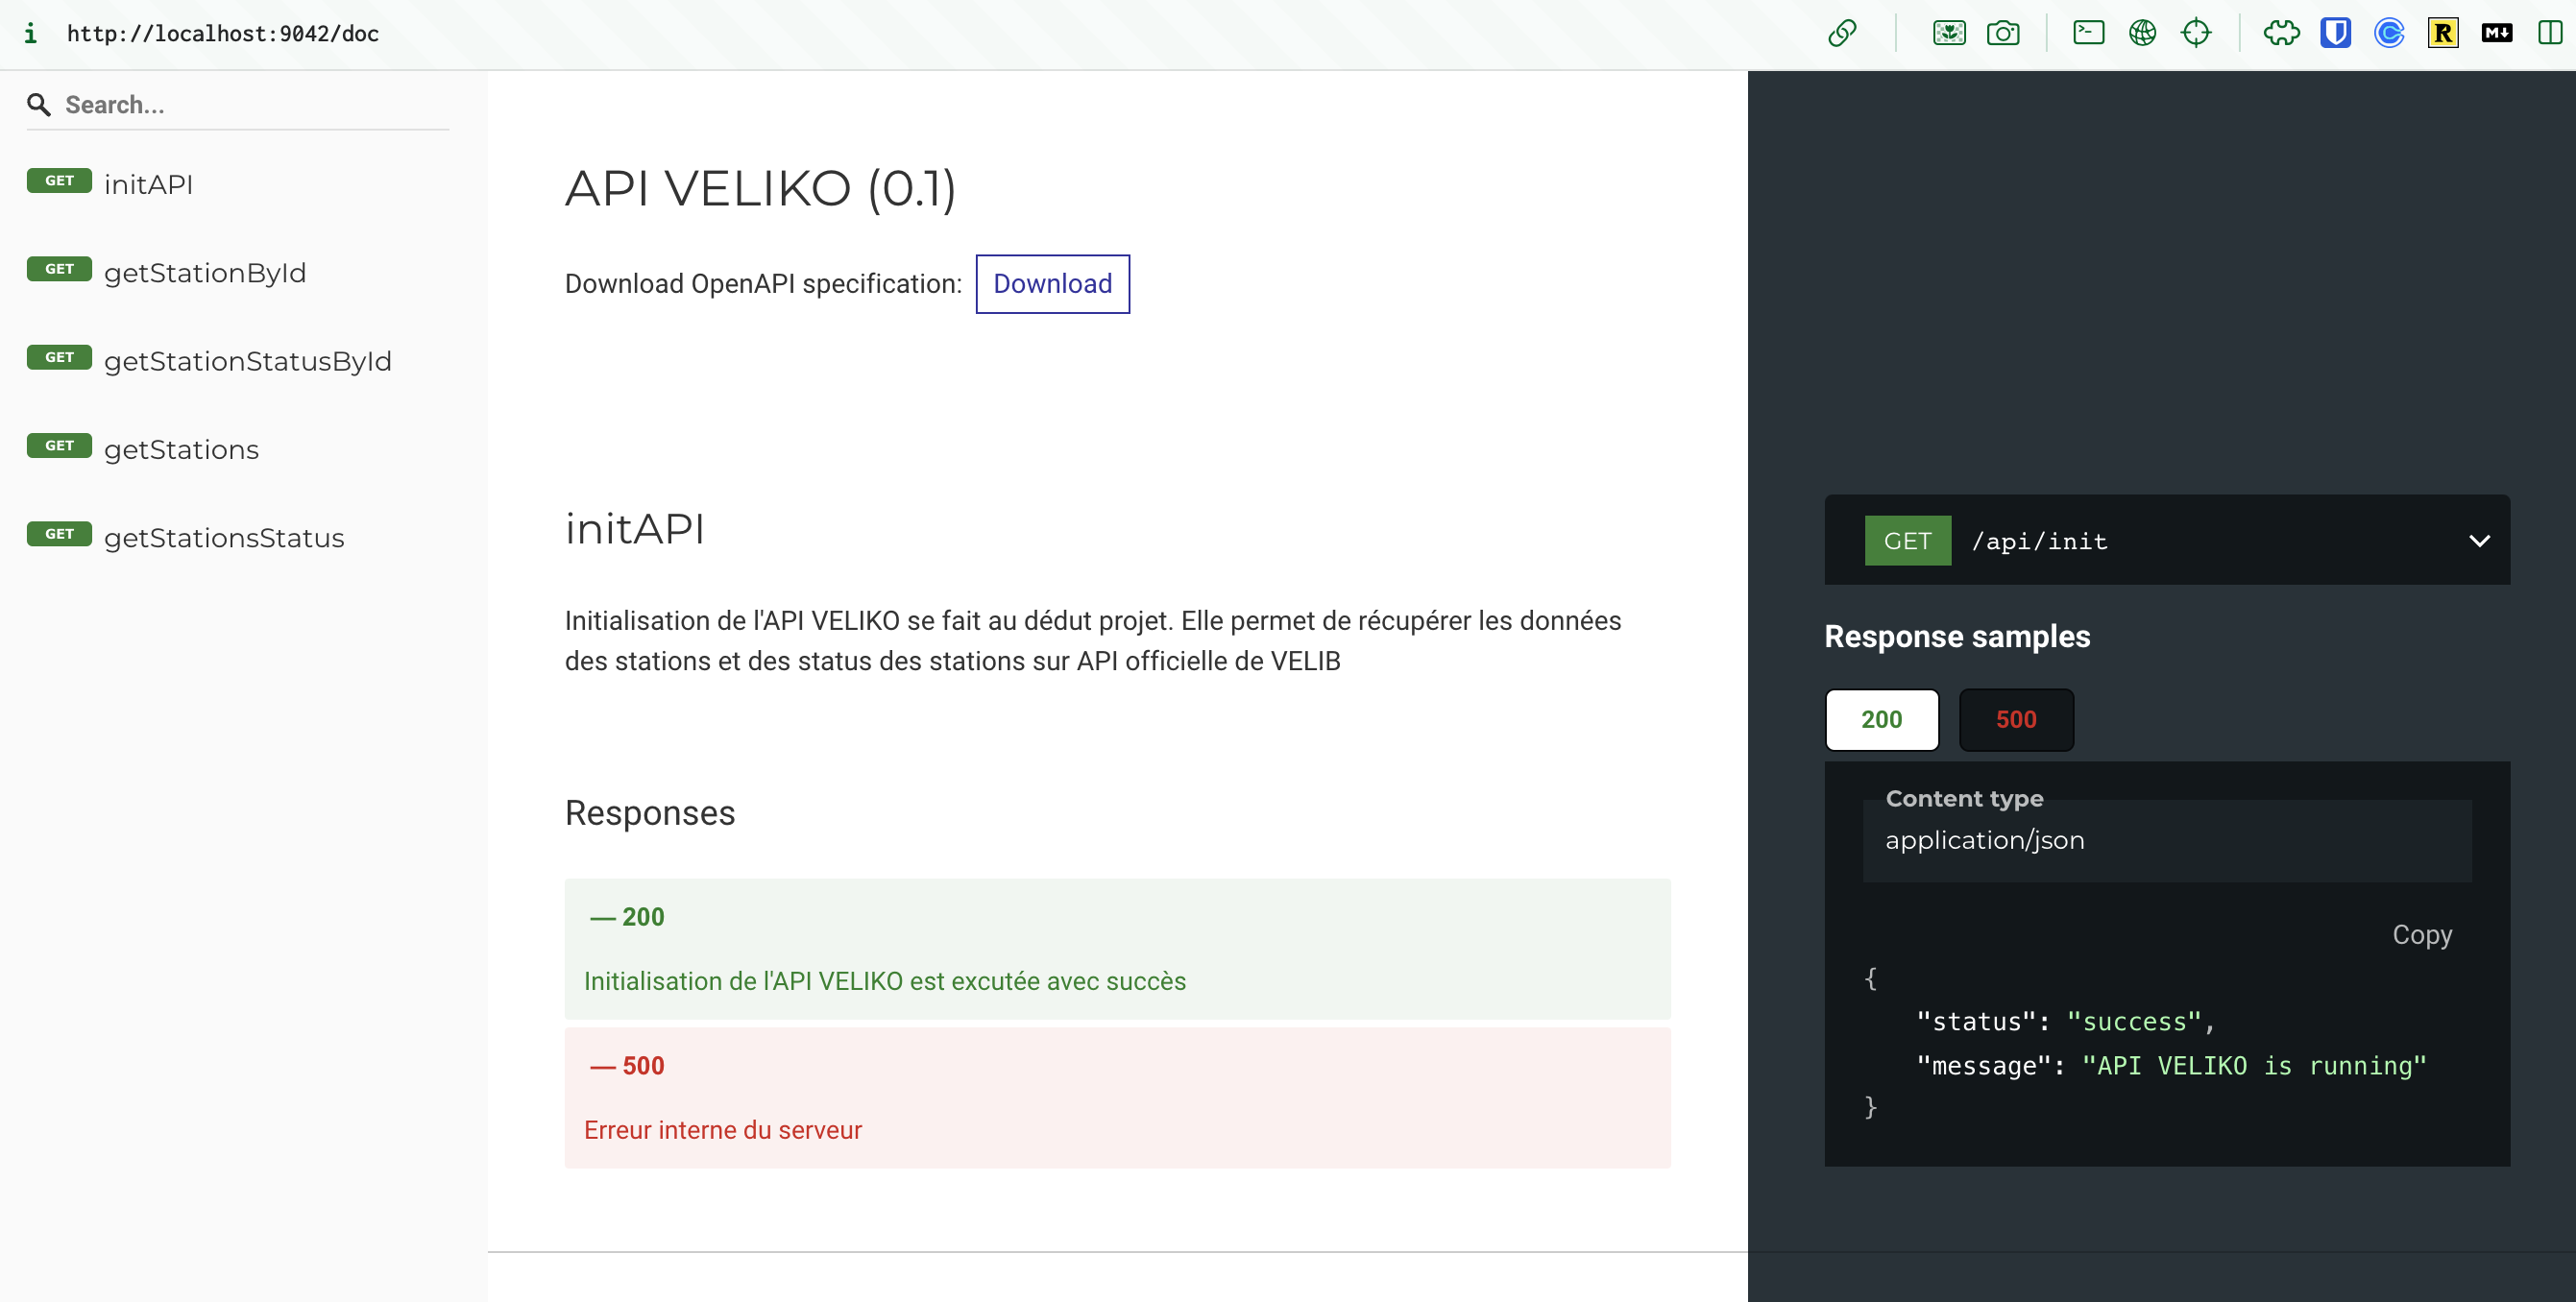 i http://localhost:9042/doc
R
M
Search...
GET initAPI
GET getStationById
GET getStationStatusById
GET getStations
GET getStationsStatus
API VELIKO (0.1)
Download OpenAPI specification: Download
initAPI
Initialisation de l'API VELIKO se fait au dédut projet. Elle permet de récupérer les données
des stations et des status des stations sur API officielle de VELIB
Responses
— 200
Initialisation de l'API VELIKO est excutée avec succès
— 500
Erreur interne du serveur
GET /api/init
Response samples
200 500
Content type
application/json
Copy
{
"status": "success",
"message": "API VELIKO is running"
}